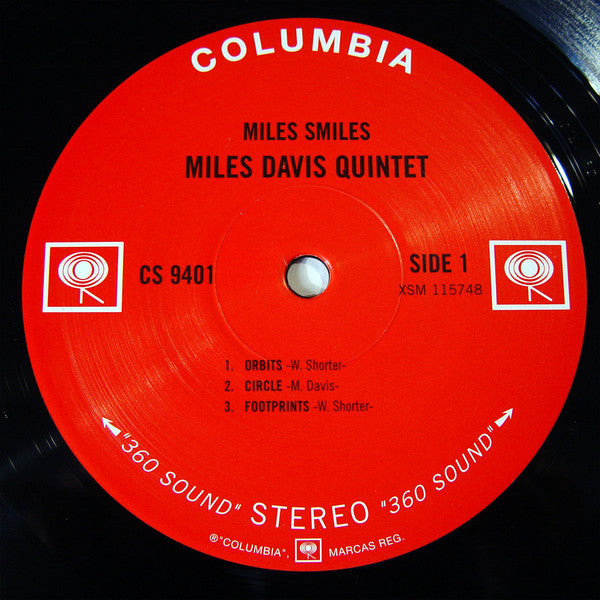 COLUMBIA
MILES SMILES
MILES DAVIS QUINTET
CS 9401
SIDE 1
XSM 115748
1. ORBITS -W. Shorter-
2. CIRCLE -M. Davis-
3. FOOTPRINTS -W. Shorter-
"360 SOUND" STEREO "360 SOUND"
®"COLUMBIA", MARCAS REG.